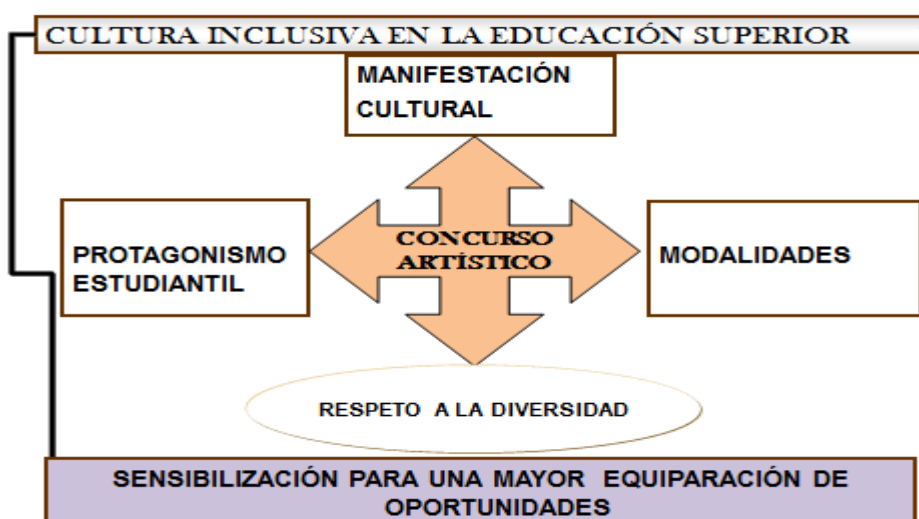 CULTURA INCLUSIVA EN LA EDUCACIÓN SUPERIOR
MANIFESTACIÓN
CULTURAL
PROTAGONISMO
ESTUDIANTIL
CONCURSO
ARTÍSTICO
MODALIDADES
RESPETO A LA DIVERSIDAD
SENSIBILIZACIÓN PARA UNA MAYOR EQUIPARACIÓN DE
OPORTUNIDADES